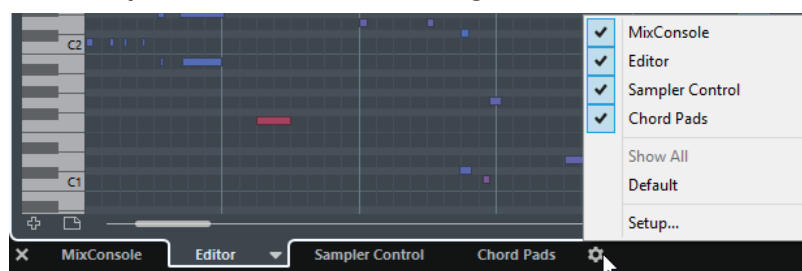 MixConsole
Editor
Sampler Control
Chord Pads
Show All
Default
Setup...
C2
C1
MixConsole Editor Sampler Control Chord Pads